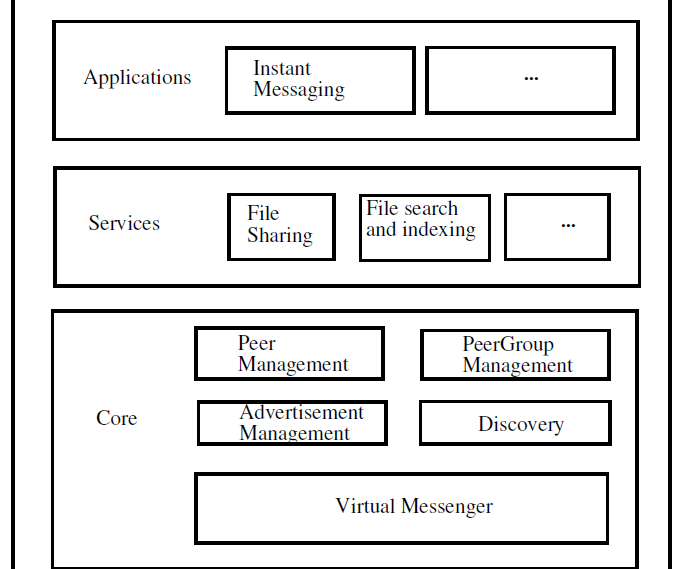 Applications
Instant
Messaging
...
Services
File
Sharing
File search
and indexing
...
Core
Peer
Management
PeerGroup
Management
Advertisement
Management
Discovery
Virtual Messenger